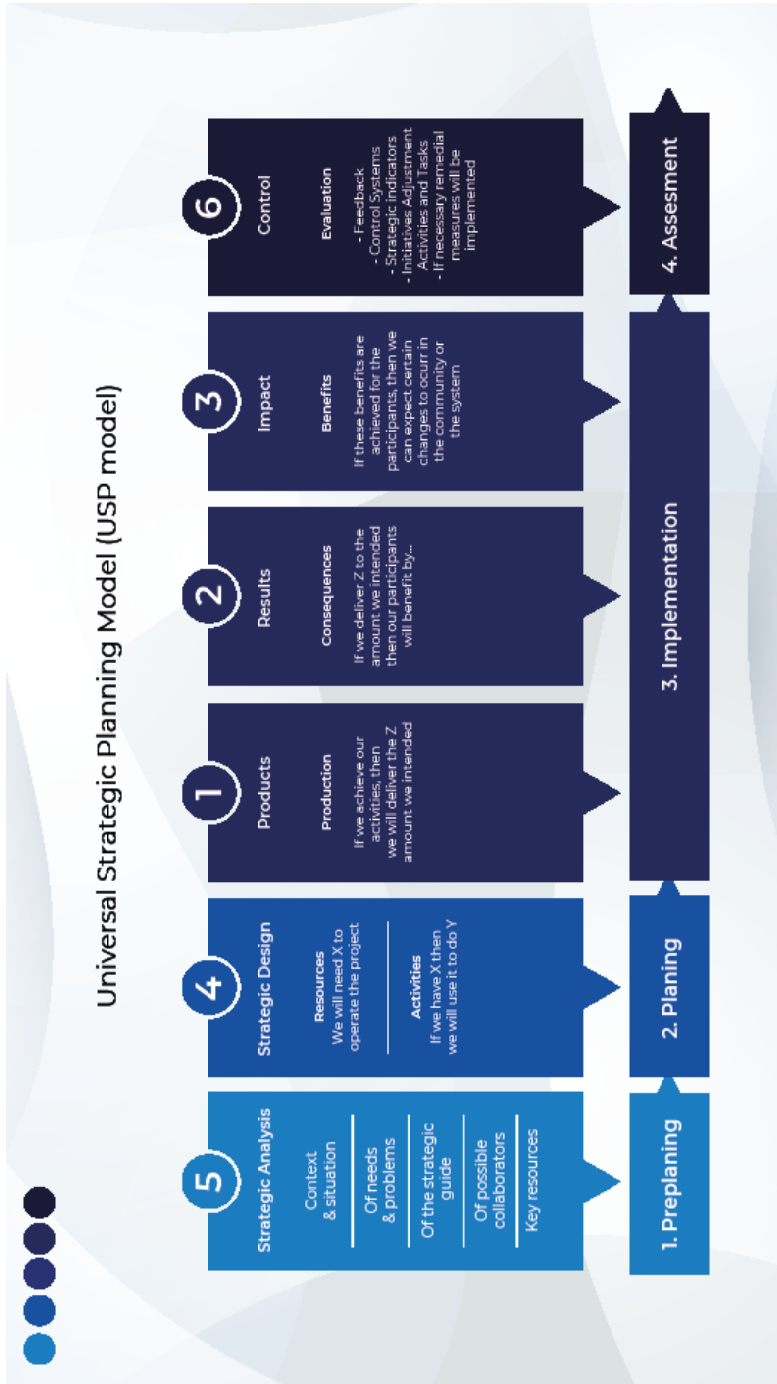 Universal Strategic Planning Model (USP model)
5
Strategic Analysis
Context
& situation
Of needs
& problems
Of the strategic
guide
Of possible
collaborators
Key resources
4
Strategic Design
Resources
We will need X to
operate the project
Activities
If we have X then
we will use it to do Y
1
Products
Production
If we achieve our
activities, then
we will deliver the Z
amount we intended
2
Results
Consequences
If we deliver Z to the
amount we intended
then our participants
will benefit by...
3
Impact
Benefits
If these benefits are
achieved for the
participants, then we
can expect certain
changes to ocurr in
the community or
the system
6
Control
Evaluation
- Feedback
- Control Systems
- Strategic indicators
- Initiatives Adjustment
Activities and Tasks
- If necessary remedial
measures will be
implemented
1. Preplaning
2. Planing
3. Implementation
4. Assesment